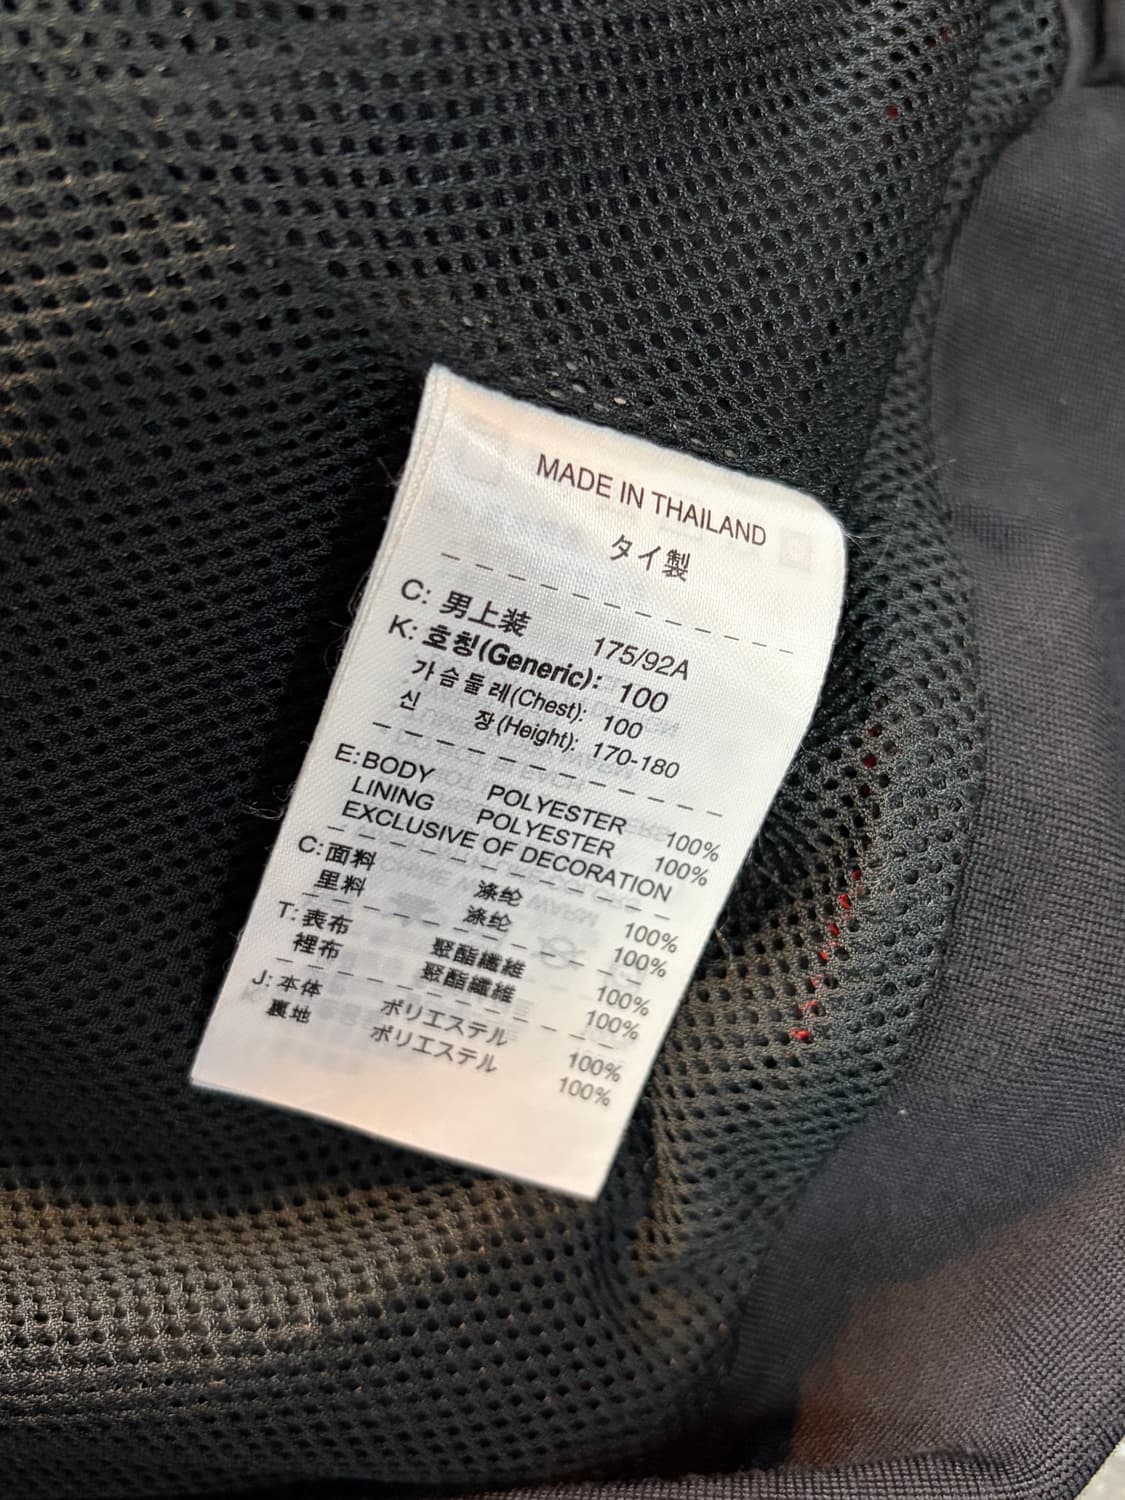 MADE IN THAILAND
タイ製
C: 男上装 175/92A
K: 호칭(Generic): 100
가슴둘레(Chest): 100
신 장(Height): 170-180
E: BODY POLYESTER 100%
LINING POLYESTER 100%
EXCLUSIVE OF DECORATION
C: 面料 涤纶 100%
里料 涤纶 100%
T: 表布 聚酯纖維 100%
裡布 聚酯纖維 100%
J: 本体 ポリエステル 100%
裏地 ポリエステル 100%